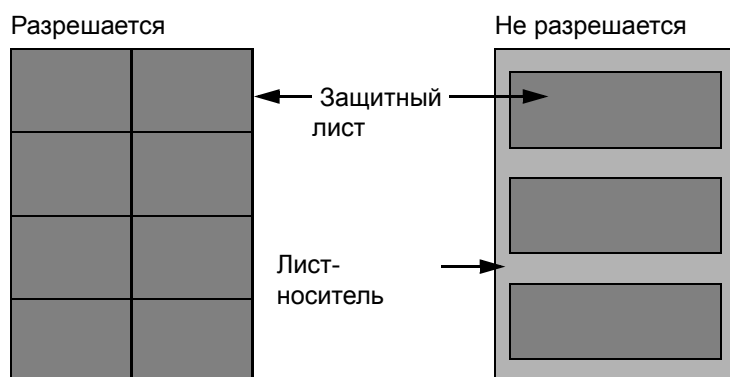 Разрешается
Не разрешается
Защитный
лист
Лист-
носитель